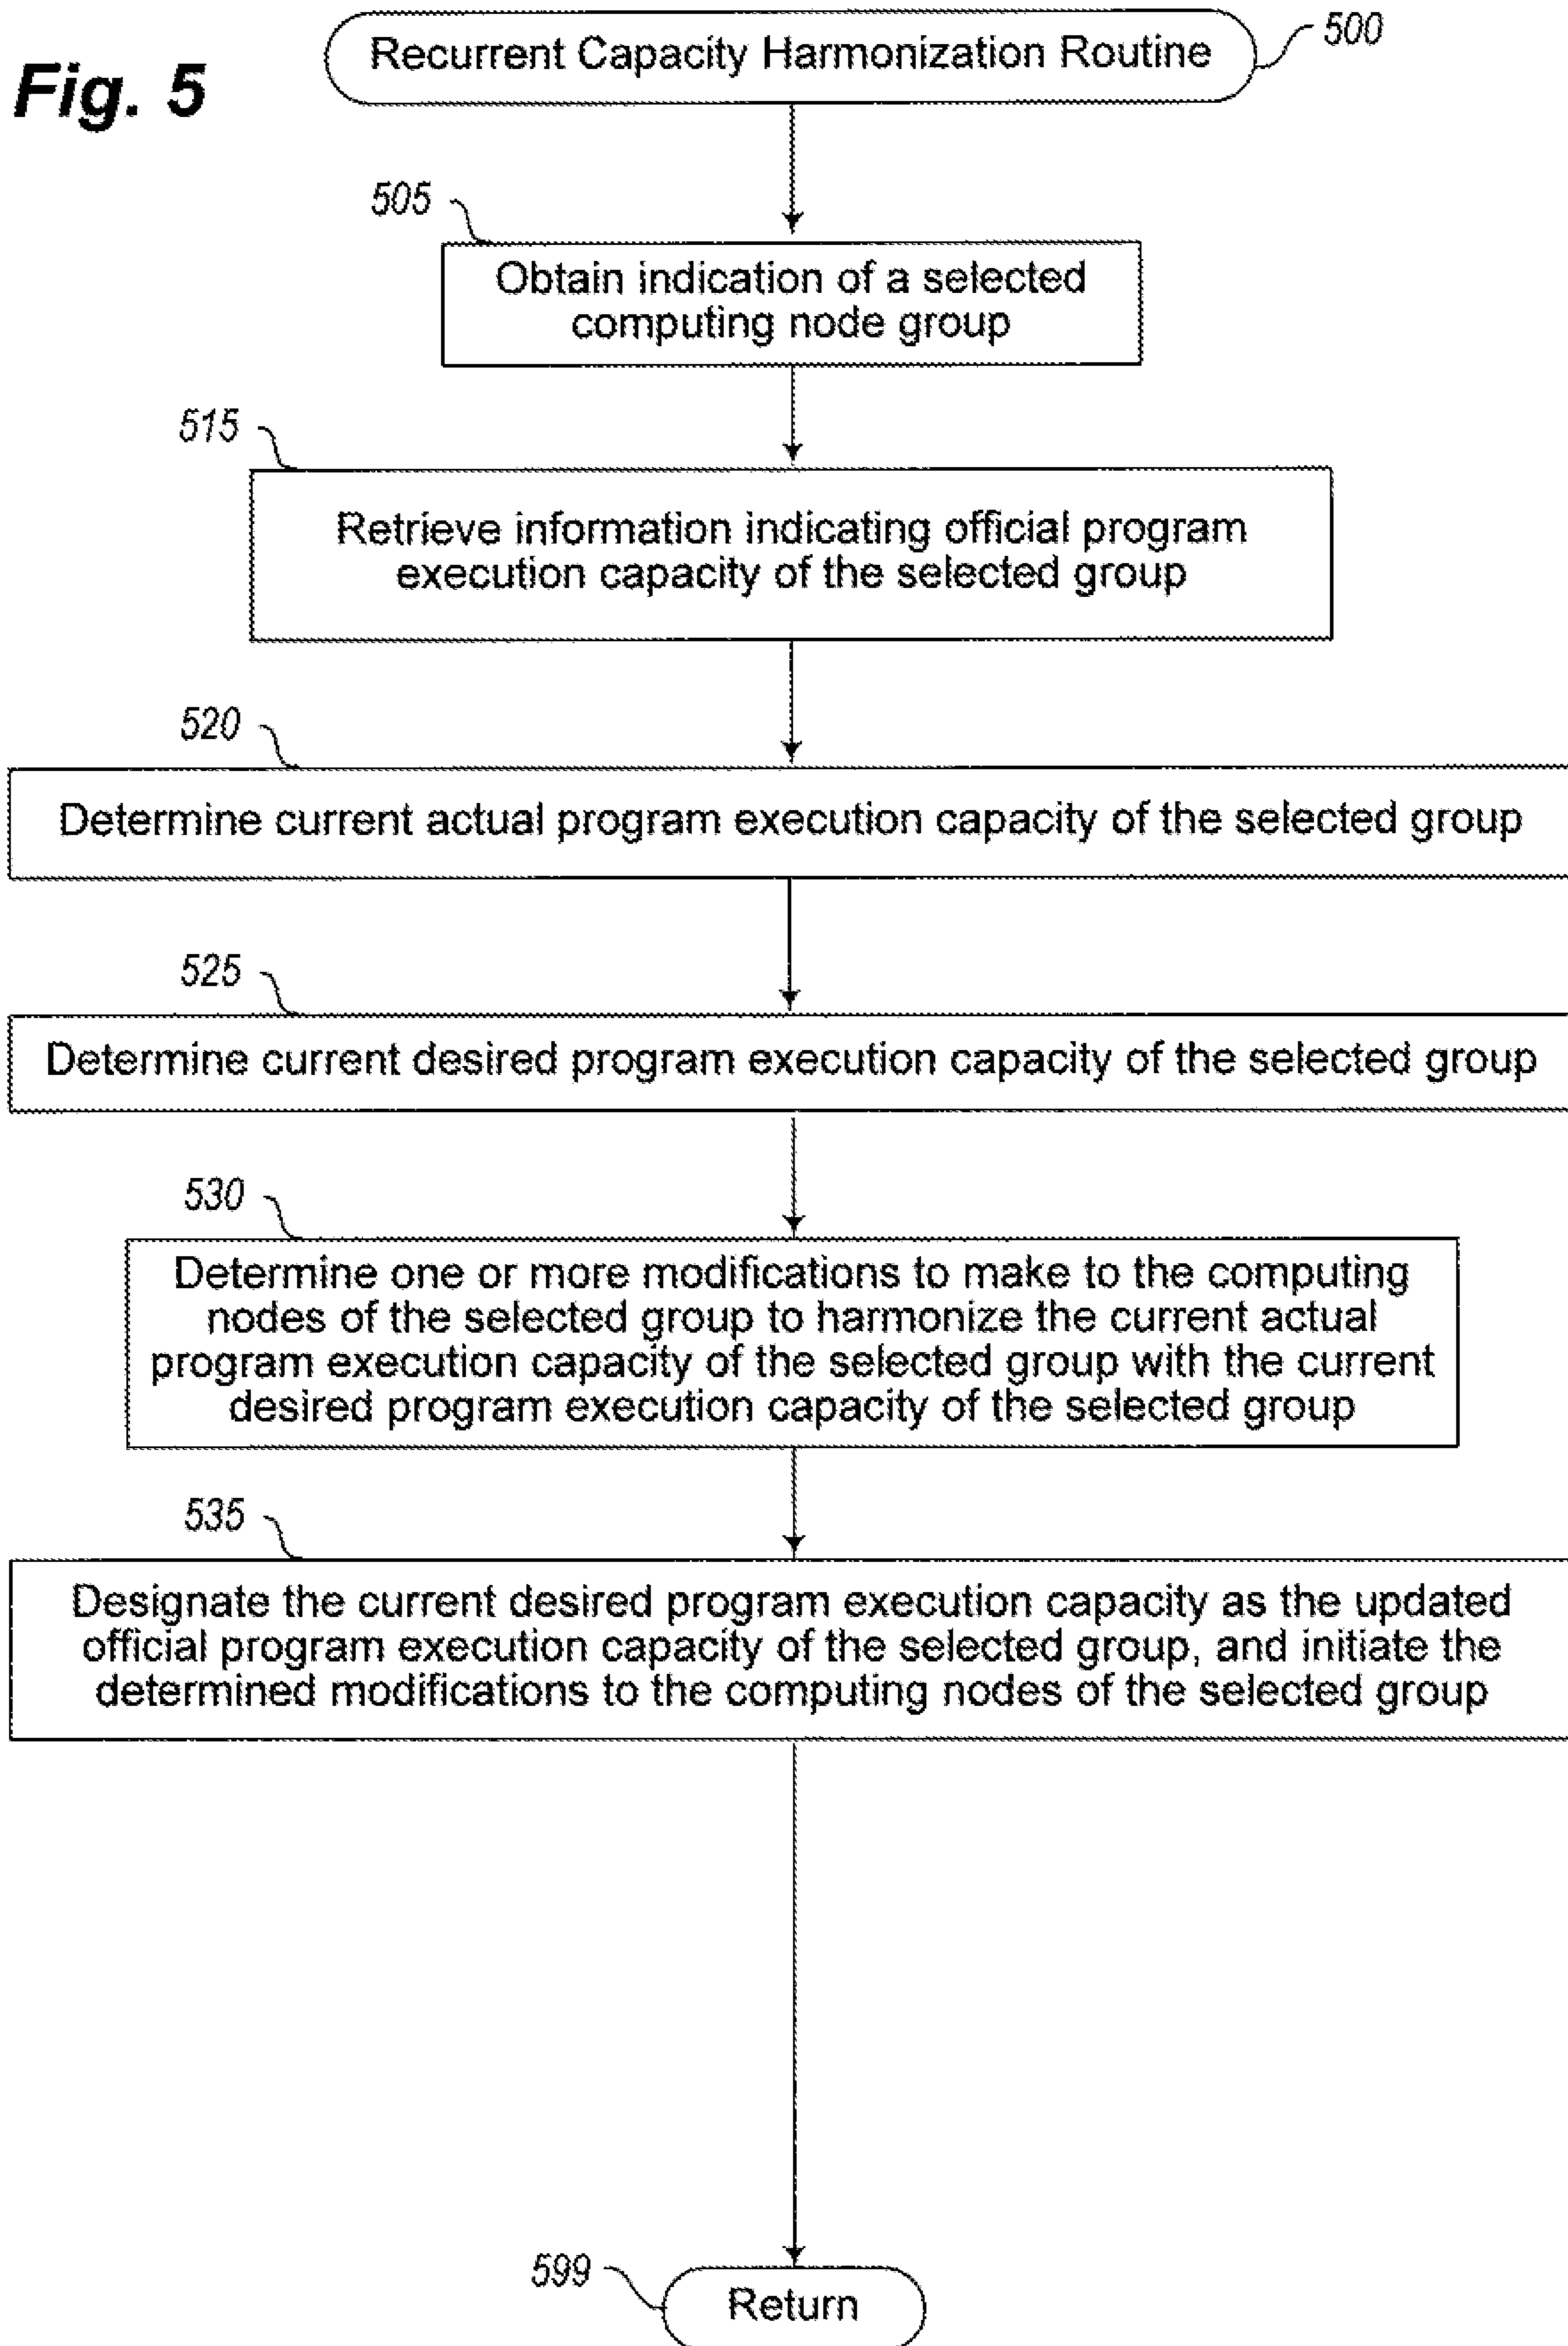 Fig. 5
Recurrent Capacity Harmonization Routine
500
505
Obtain indication of a selected
computing node group
515
Retrieve information indicating official program
execution capacity of the selected group
520
Determine current actual program execution capacity of the selected group
525
Determine current desired program execution capacity of the selected group
530
Determine one or more modifications to make to the computing
nodes of the selected group to harmonize the current actual
program execution capacity of the selected group with the current
desired program execution capacity of the selected group
535
Designate the current desired program execution capacity as the updated
official program execution capacity of the selected group, and initiate the
determined modifications to the computing nodes of the selected group
599
Return